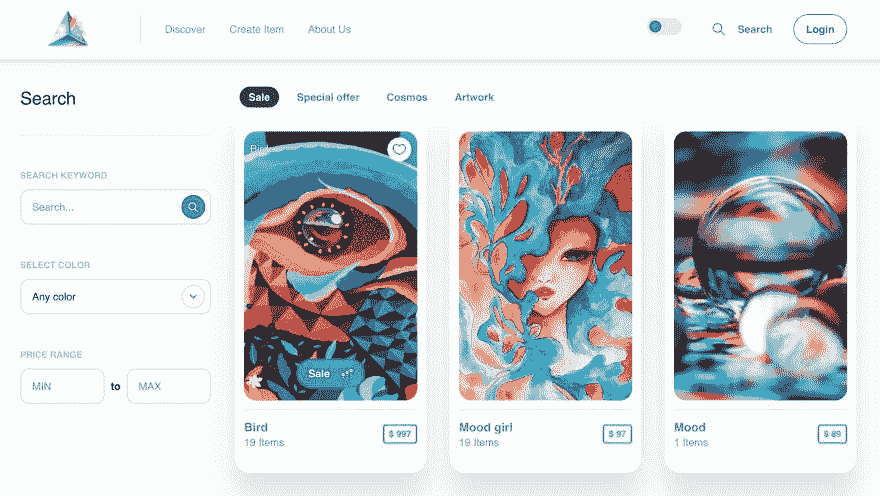 Discover Create Item About Us Search Login
Search
Sale Special offer Cosmos Artwork
SEARCH KEYWORD
Search...
SELECT COLOR
Any color
PRICE RANGE
MIN to MAX
Bird
Sale
Bird $ 997
19 Items
Mood girl $ 97
19 Items
Mood $ 89
1 Items